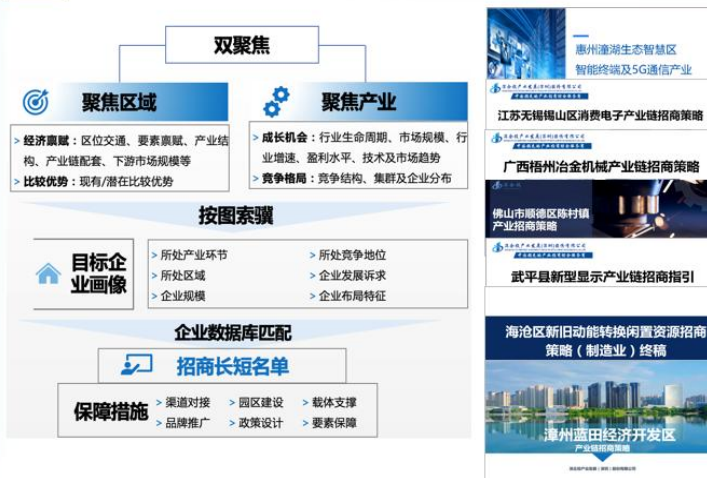 双聚焦
聚焦区域
聚焦产业
> 经济禀赋：区位交通、要素禀赋、产业结
构、产业链配套、下游市场规模等
> 比较优势：现有/潜在比较优势
> 成长机会：行业生命周期、市场规模、行
业增速、盈利水平、技术及市场趋势
> 竞争格局：竞争结构、集群及企业分布
按图索骥
目标企
业画像
> 所处产业环节
> 所处区域
> 企业规模
> 所处竞争地位
> 企业发展诉求
> 企业布局特征
企业数据库匹配
招商长短名单
保障措施
> 渠道对接 > 园区建设 > 载体支撑
> 品牌推广 > 政策设计 > 要素保障
惠州潼湖生态智慧区
智能终端及5G通信产业
江苏无锡锡山区消费电子产业链招商策略
广西梧州冶金机械产业链招商策略
佛山市顺德区陈村镇
产业招商策略
武平县新型显示产业链招商指引
海沧区新旧动能转换闲置资源招商
策略（制造业）终稿
漳州蓝田经济开发区
产业链招商策略